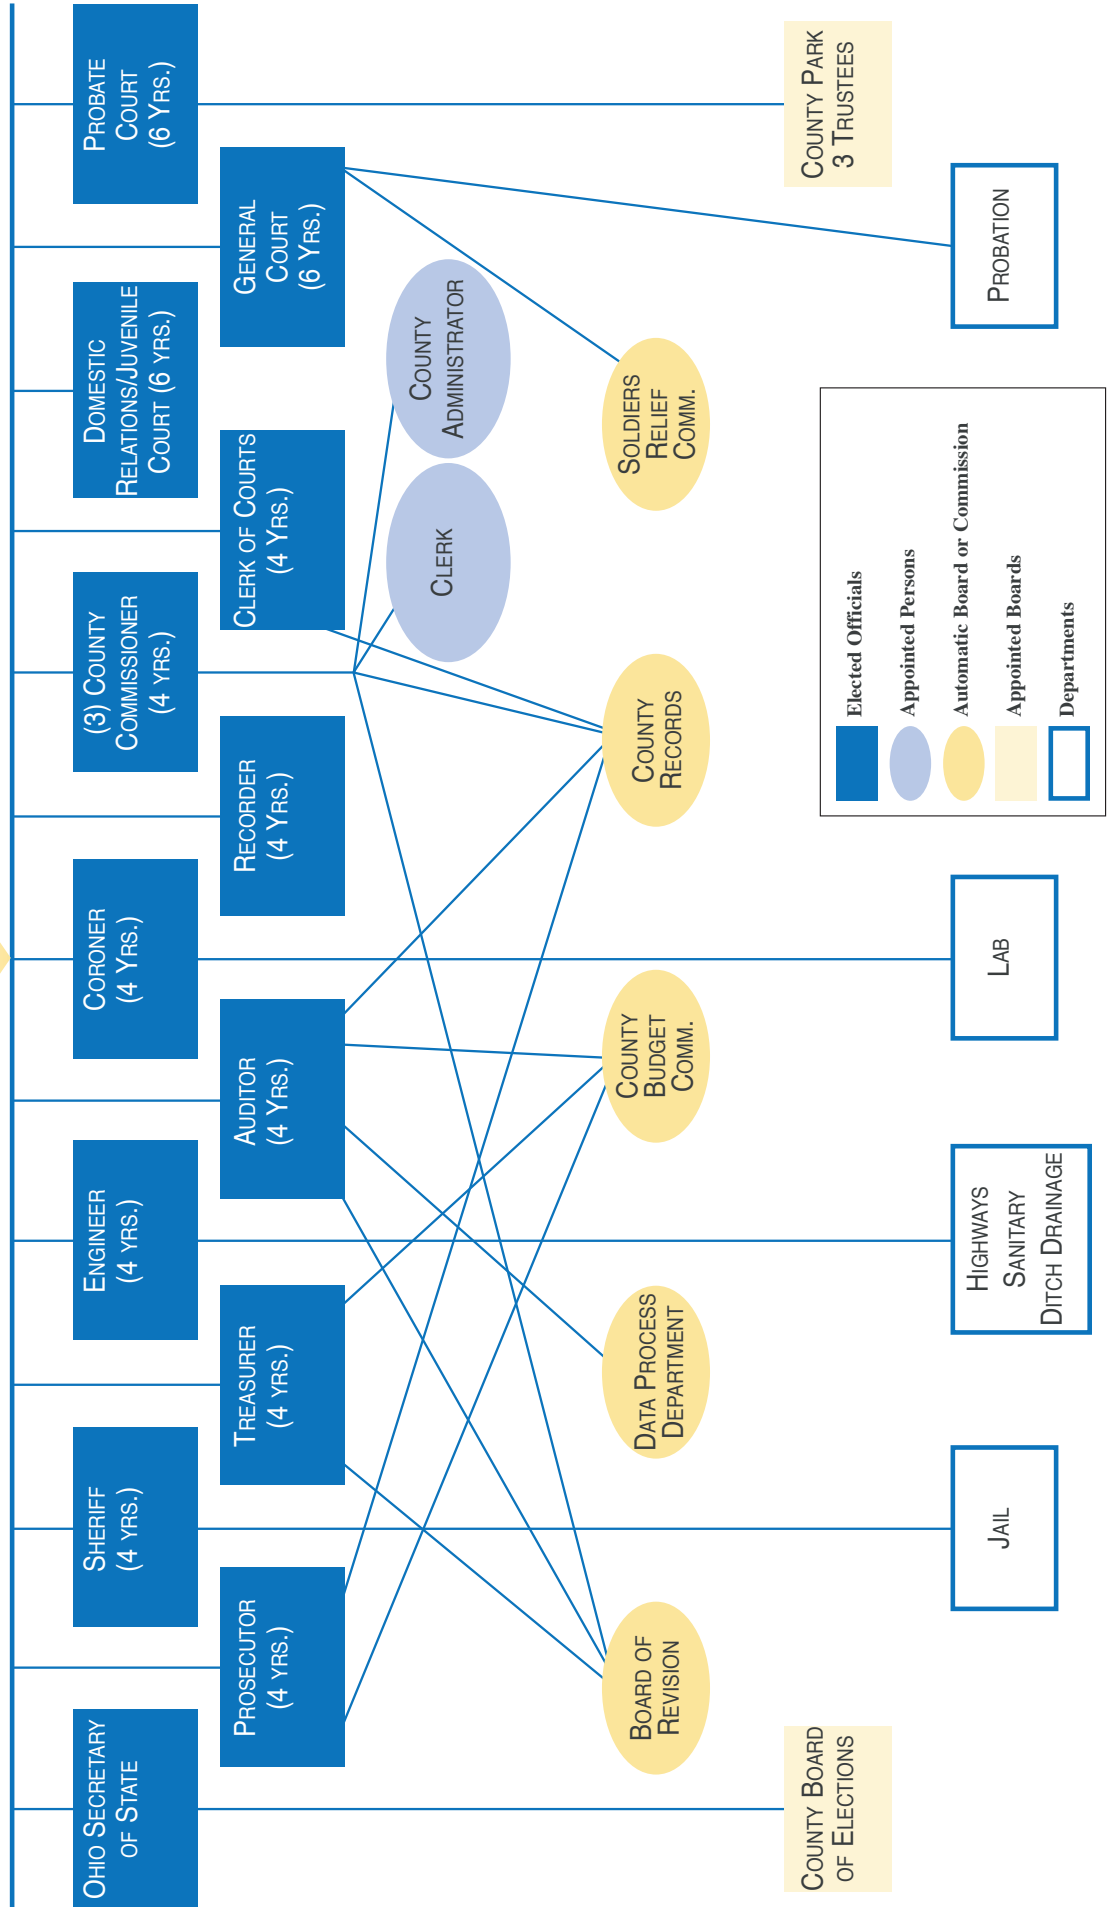 OHIO SECRETARY
OF STATE
SHERIFF
(4 YRS.)
ENGINEER
(4 YRS.)
CORONER
(4 YRS.)
(3) COUNTY
COMMISSIONER
(4 YRS.)
DOMESTIC
RELATIONS/JUVENILE
COURT (6 YRS.)
PROBATE
COURT
(6 YRS.)
PROSECUTOR
(4 YRS.)
TREASURER
(4 YRS.)
AUDITOR
(4 YRS.)
RECORDER
(4 YRS.)
CLERK OF COURTS
(4 YRS.)
GENERAL
COURT
(6 YRS.)
CLERK
COUNTY
ADMINISTRATOR
BOARD OF
REVISION
DATA PROCESS
DEPARTMENT
COUNTY
BUDGET
COMM.
COUNTY
RECORDS
SOLDIERS
RELIEF
COMM.
COUNTY BOARD
OF ELECTIONS
COUNTY PARK
3 TRUSTEES
JAIL
HIGHWAYS
SANITARY
DITCH DRAINAGE
LAB
PROBATION
Elected Officials
Appointed Persons
Automatic Board or Commission
Appointed Boards
Departments